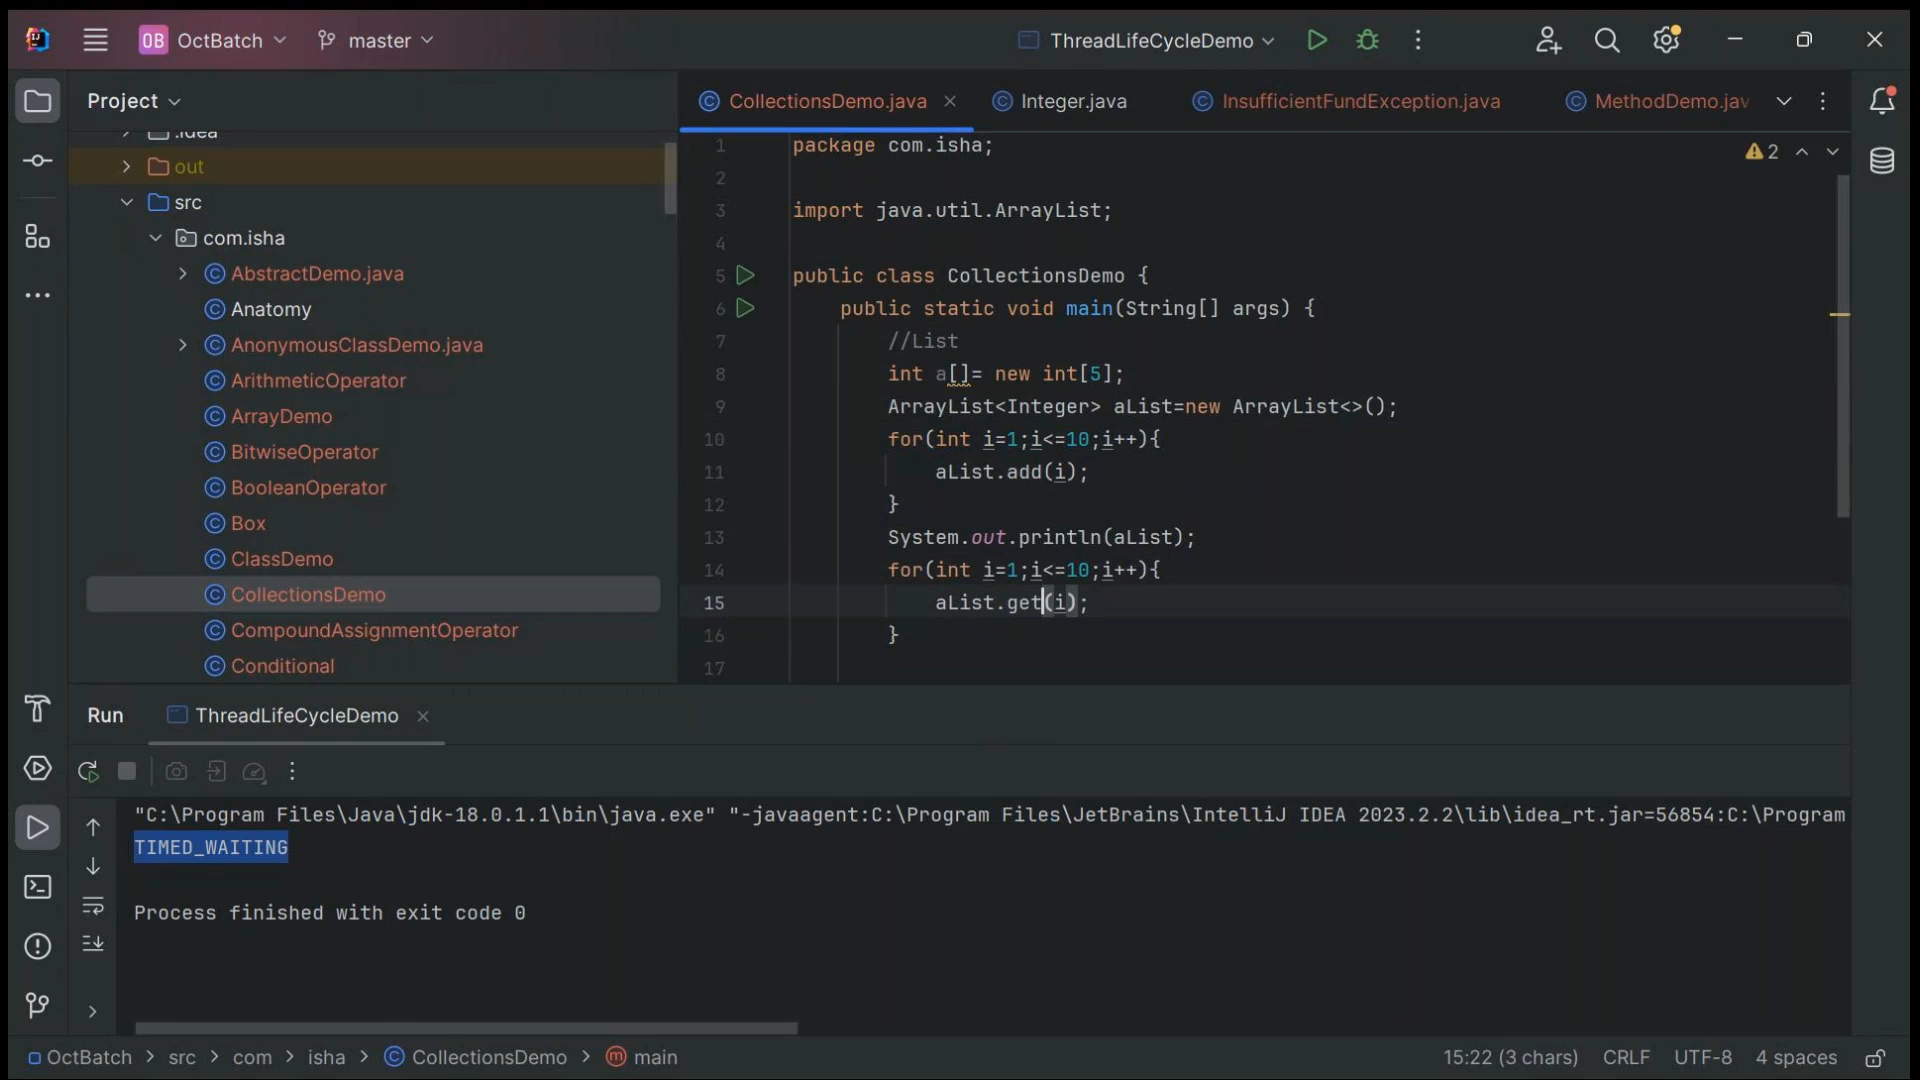 OB OctBatch master ThreadLifeCycleDemo
Project
CollectionsDemo.java Integer.java InsufficientFundException.java MethodDemo.jav
.idea
out
src
com.isha
AbstractDemo.java
Anatomy
AnonymousClassDemo.java
ArithmeticOperator
ArrayDemo
BitwiseOperator
BooleanOperator
Box
ClassDemo
CollectionsDemo
CompoundAssignmentOperator
Conditional
2
1 package com.isha;
2
3 import java.util.ArrayList;
4
5 public class CollectionsDemo {
6 public static void main(String[] args) {
7 //List
8 int a[]= new int[5];
9 ArrayList<Integer> aList=new ArrayList<>();
10 for(int i=1;i<=10;i++){
11 aList.add(i);
12 }
13 System.out.println(aList);
14 for(int i=1;i<=10;i++){
15 aList.get(i);
16 }
17
Run ThreadLifeCycleDemo
"C:\Program Files\Java\jdk-18.0.1.1\bin\java.exe" "-javaagent:C:\Program Files\JetBrains\IntelliJ IDEA 2023.2.2\lib\idea_rt.jar=56854:C:\Program
TIMED_WAITING
Process finished with exit code 0
OctBatch > src > com > isha > CollectionsDemo > main 15:22 (3 chars) CRLF UTF-8 4 spaces